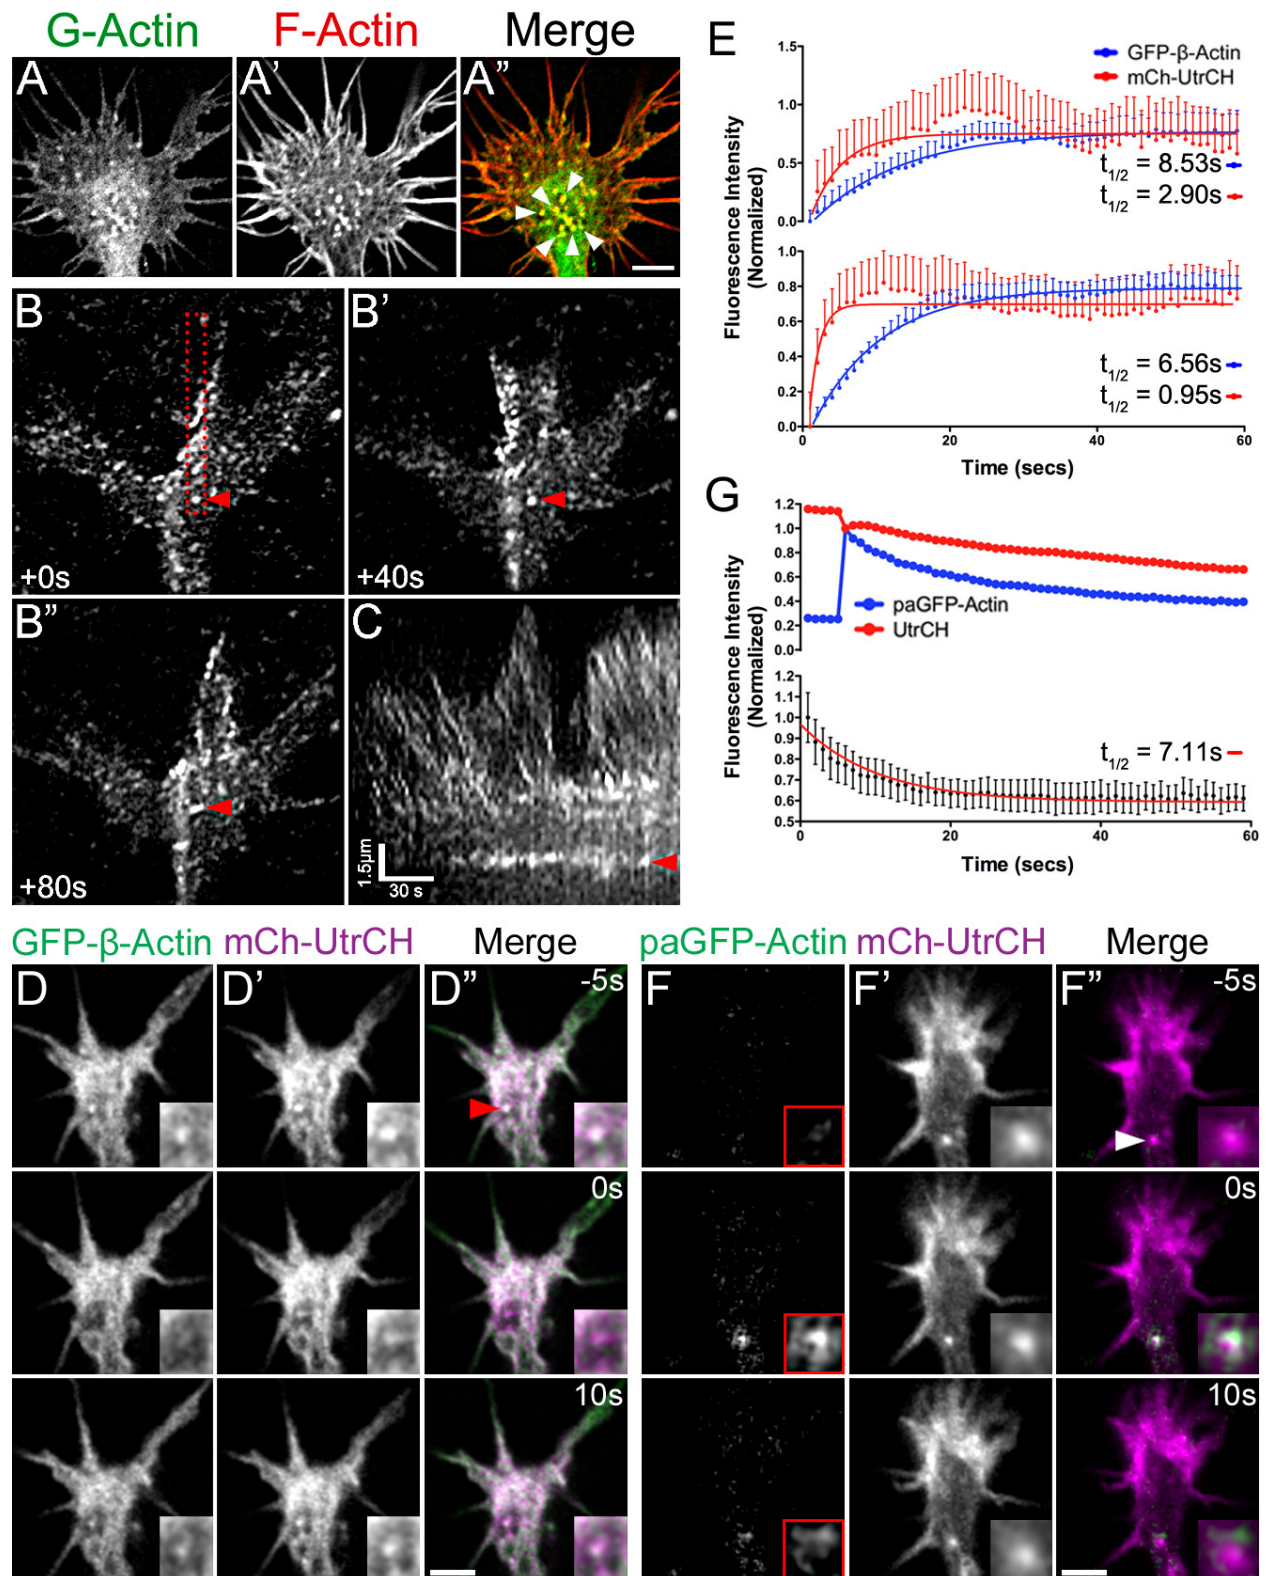 G-Actin F-Actin Merge
A A’ A”
B B’
+0s +40s
B” C
+80s
1.5μm
30 s
E
GFP-β-Actin
mCh-UtrCH
Fluorescence Intensity
(Normalized)
1.5
1.0
0.5
0.0
t1/2 = 8.53s
t1/2 = 2.90s
Fluorescence Intensity
(Normalized)
1.0
0.8
0.6
0.4
0.2
0.0
t1/2 = 6.56s
t1/2 = 0.95s
0 20 40 60
Time (secs)
G
Fluorescence Intensity
(Normalized)
1.2
1.0
0.8
0.6
0.4
0.2
0.0
paGFP-Actin
UtrCH
1.2
1.1
1.0
0.9
0.8
0.7
0.6
0.5
t1/2 = 7.11s
0 20 40 60
Time (secs)
GFP-β-Actin mCh-UtrCH Merge
D D’ D” -5s
0s
10s
paGFP-Actin mCh-UtrCH Merge
F F’ F” -5s
0s
10s